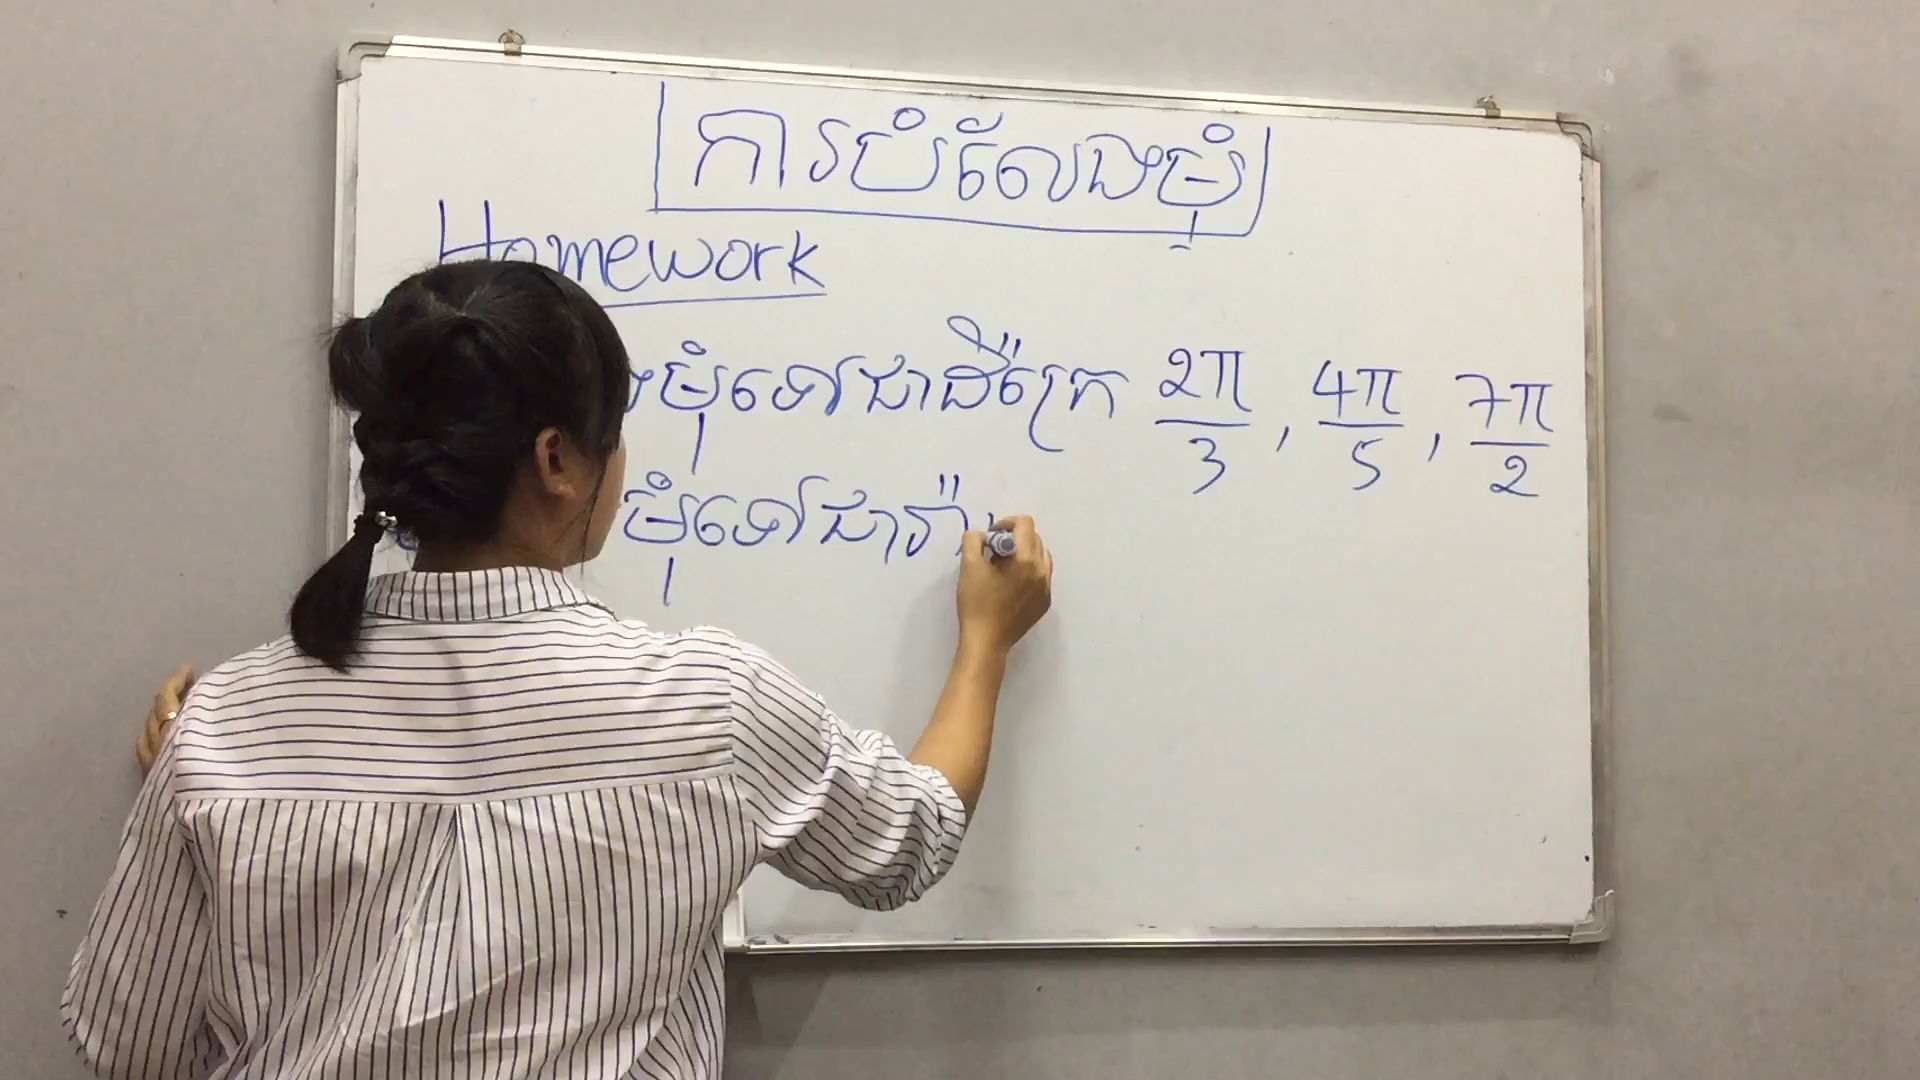 ការបំលែងមុំ
Homework
មុំទៅជាដឺក្រេ 2π/3 , 4π/5 , 7π/2
មុំទៅជារ៉ា